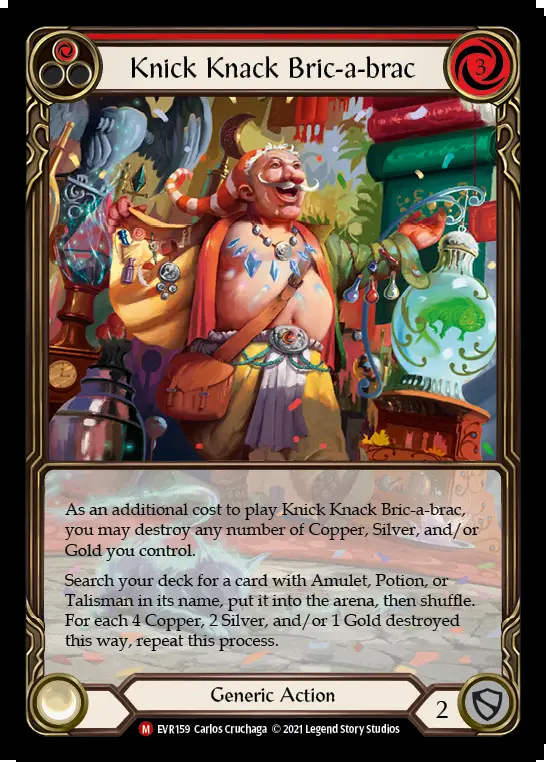 Knick Knack Bric-a-brac
3
As an additional cost to play Knick Knack Bric-a-brac,
you may destroy any number of Copper, Silver, and/or
Gold you control.
Search your deck for a card with Amulet, Potion, or
Talisman in its name, put it into the arena, then shuffle.
For each 4 Copper, 2 Silver, and/or 1 Gold destroyed
this way, repeat this process.
Generic Action
2
M EVR159 Carlos Cruchaga © 2021 Legend Story Studios